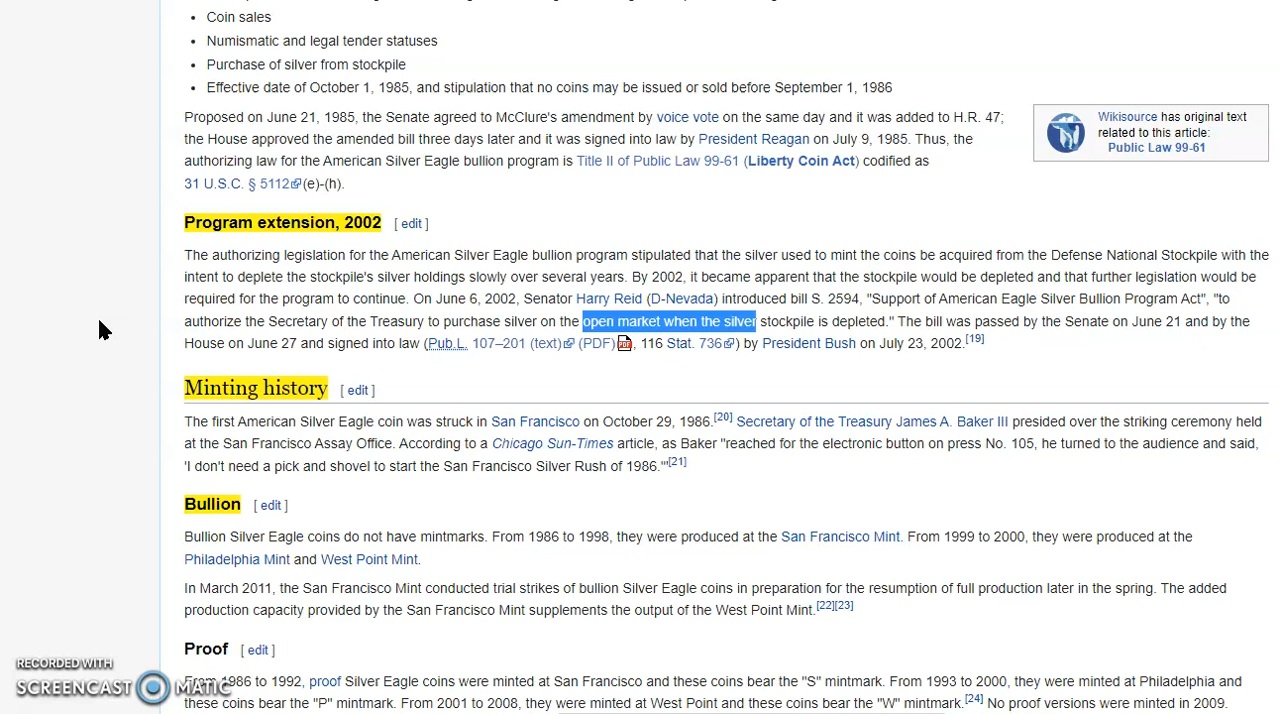 Coin sales
Numismatic and legal tender statuses
Purchase of silver from stockpile
Effective date of October 1, 1985, and stipulation that no coins may be issued or sold before September 1, 1986
Proposed on June 21, 1985, the Senate agreed to McClure's amendment by voice vote on the same day and it was added to H.R. 47;
the House approved the amended bill three days later and it was signed into law by President Reagan on July 9, 1985. Thus, the
authorizing law for the American Silver Eagle bullion program is Title II of Public Law 99-61 (Liberty Coin Act) codified as
31 U.S.C. § 5112(e)-(h).
Wikisource has original text
related to this article:
Public Law 99-61
Program extension, 2002 [ edit ]
The authorizing legislation for the American Silver Eagle bullion program stipulated that the silver used to mint the coins be acquired from the Defense National Stockpile with the
intent to deplete the stockpile's silver holdings slowly over several years. By 2002, it became apparent that the stockpile would be depleted and that further legislation would be
required for the program to continue. On June 6, 2002, Senator Harry Reid (D-Nevada) introduced bill S. 2594, "Support of American Eagle Silver Bullion Program Act", "to
authorize the Secretary of the Treasury to purchase silver on the open market when the silver stockpile is depleted." The bill was passed by the Senate on June 21 and by the
House on June 27 and signed into law (Pub.L. 107–201 (text) (PDF), 116 Stat. 736) by President Bush on July 23, 2002.[19]
Minting history [ edit ]
The first American Silver Eagle coin was struck in San Francisco on October 29, 1986.[20] Secretary of the Treasury James A. Baker III presided over the striking ceremony held
at the San Francisco Assay Office. According to a Chicago Sun-Times article, as Baker "reached for the electronic button on press No. 105, he turned to the audience and said,
'I don't need a pick and shovel to start the San Francisco Silver Rush of 1986.'"[21]
Bullion [ edit ]
Bullion Silver Eagle coins do not have mintmarks. From 1986 to 1998, they were produced at the San Francisco Mint. From 1999 to 2000, they were produced at the
Philadelphia Mint and West Point Mint.
In March 2011, the San Francisco Mint conducted trial strikes of bullion Silver Eagle coins in preparation for the resumption of full production later in the spring. The added
production capacity provided by the San Francisco Mint supplements the output of the West Point Mint.[22][23]
Proof [ edit ]
From 1986 to 1992, proof Silver Eagle coins were minted at San Francisco and these coins bear the "S" mintmark. From 1993 to 2000, they were minted at Philadelphia and
these coins bear the "P" mintmark. From 2001 to 2008, they were minted at West Point and these coins bear the "W" mintmark.[24] No proof versions were minted in 2009.
RECORDED WITH
SCREENCAST MATIC